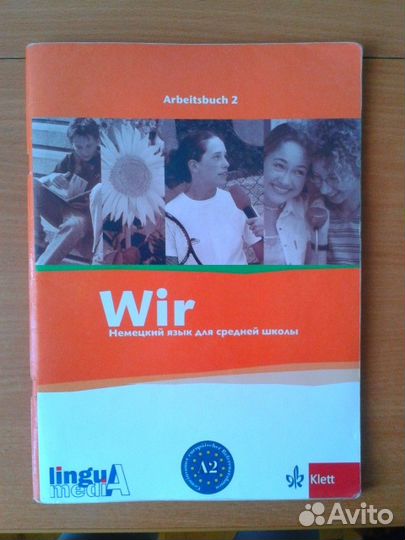 Arbeitsbuch 2
Wir
Немецкий язык для средней школы
lingua
media
A2
Klett
Avito